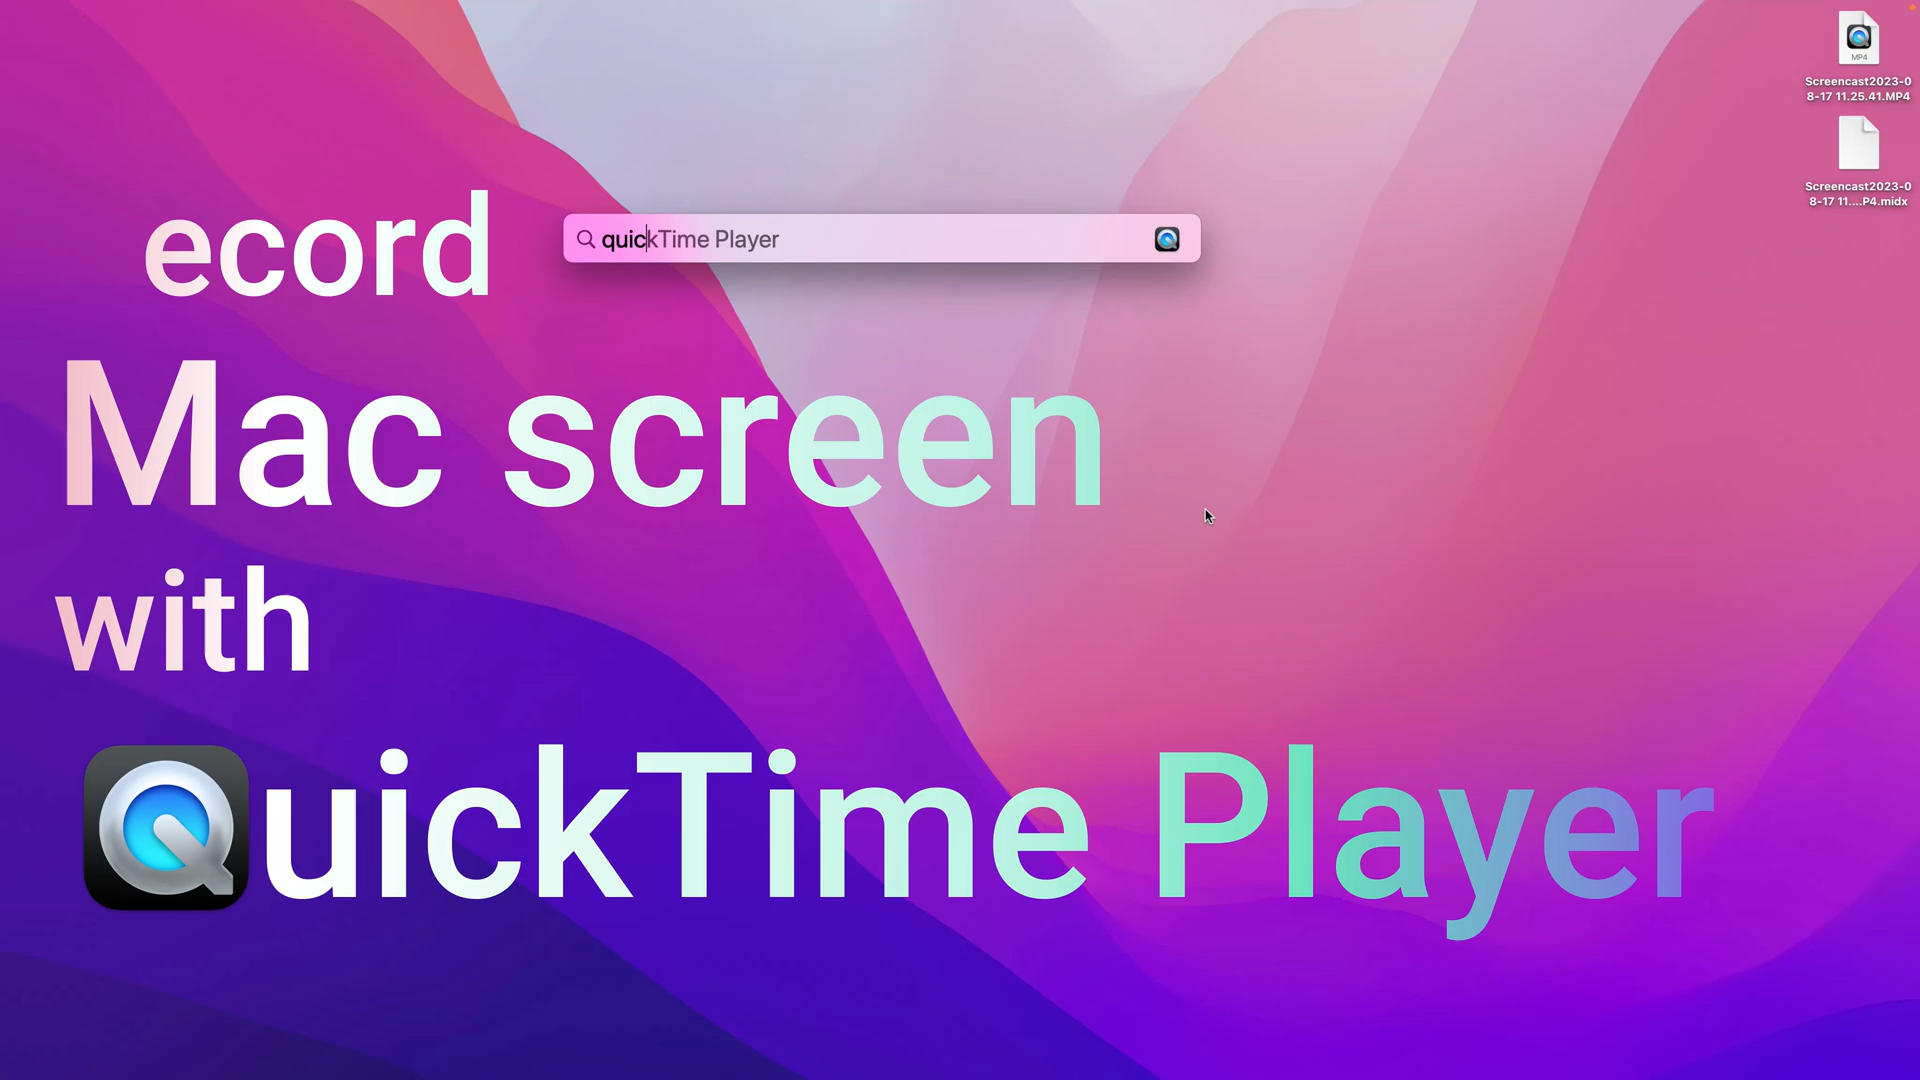 ecord
quickTime Player
Mac screen
with
uickTime Player
MP4
Screencast2023-0
8-17 11.25.41.MP4
Screencast2023-0
8-17 11....P4.midx